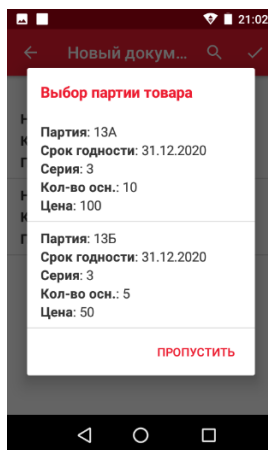 21:02
Новый докум...
Выбор партии товара
Партия: 13А
Срок годности: 31.12.2020
Серия: 3
Кол-во осн.: 10
Цена: 100
Партия: 13Б
Срок годности: 31.12.2020
Серия: 3
Кол-во осн.: 5
Цена: 50
ПРОПУСТИТЬ